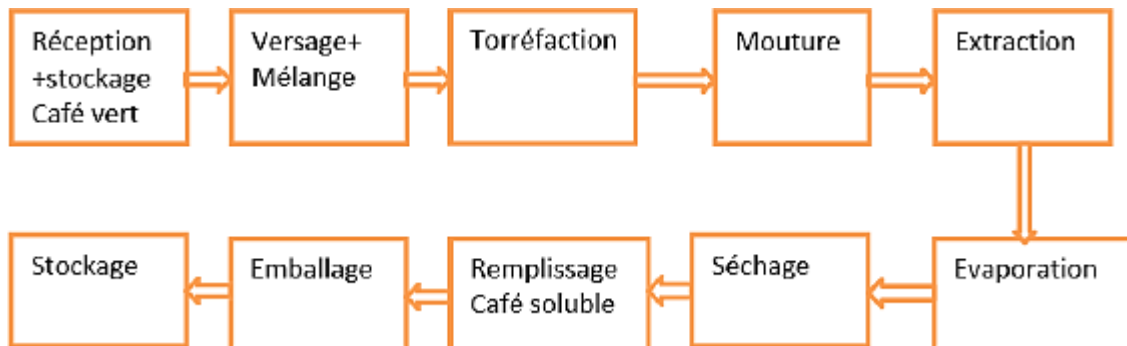 Réception
+stockage
Café vert
Versage+
Mélange
Torréfaction
Mouture
Extraction
Evaporation
Séchage
Remplissage
Café soluble
Emballage
Stockage